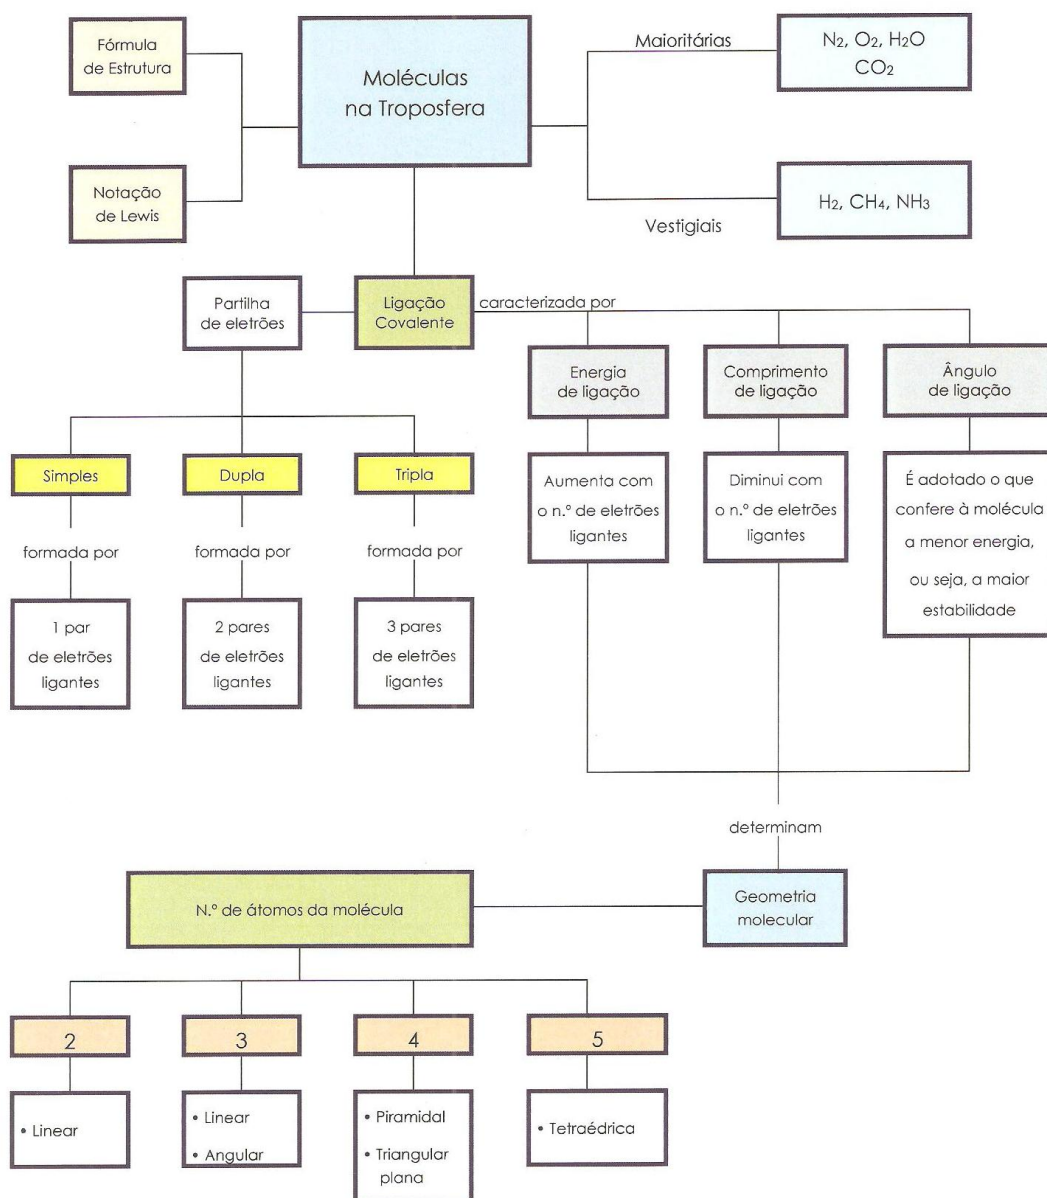 Fórmula
de Estrutura
Moléculas
na Troposfera
Maioritárias
N2, O2, H2O
CO2
Notação
de Lewis
Vestigiais
H2, CH4, NH3
Partilha
de eletrões
Ligação
Covalente
caracterizada por
Energia
de ligação
Comprimento
de ligação
Ângulo
de ligação
Simples
Dupla
Tripla
Aumenta com
o n.º de eletrões
ligantes
Diminui com
o n.º de eletrões
ligantes
É adotado o que
confere à molécula
a menor energia,
ou seja, a maior
estabilidade
formada por
formada por
formada por
1 par
de eletrões
ligantes
2 pares
de eletrões
ligantes
3 pares
de eletrões
ligantes
determinam
N.º de átomos da molécula
Geometria
molecular
2
3
4
5
• Linear
• Linear
• Angular
• Piramidal
• Triangular
plana
• Tetraédrica